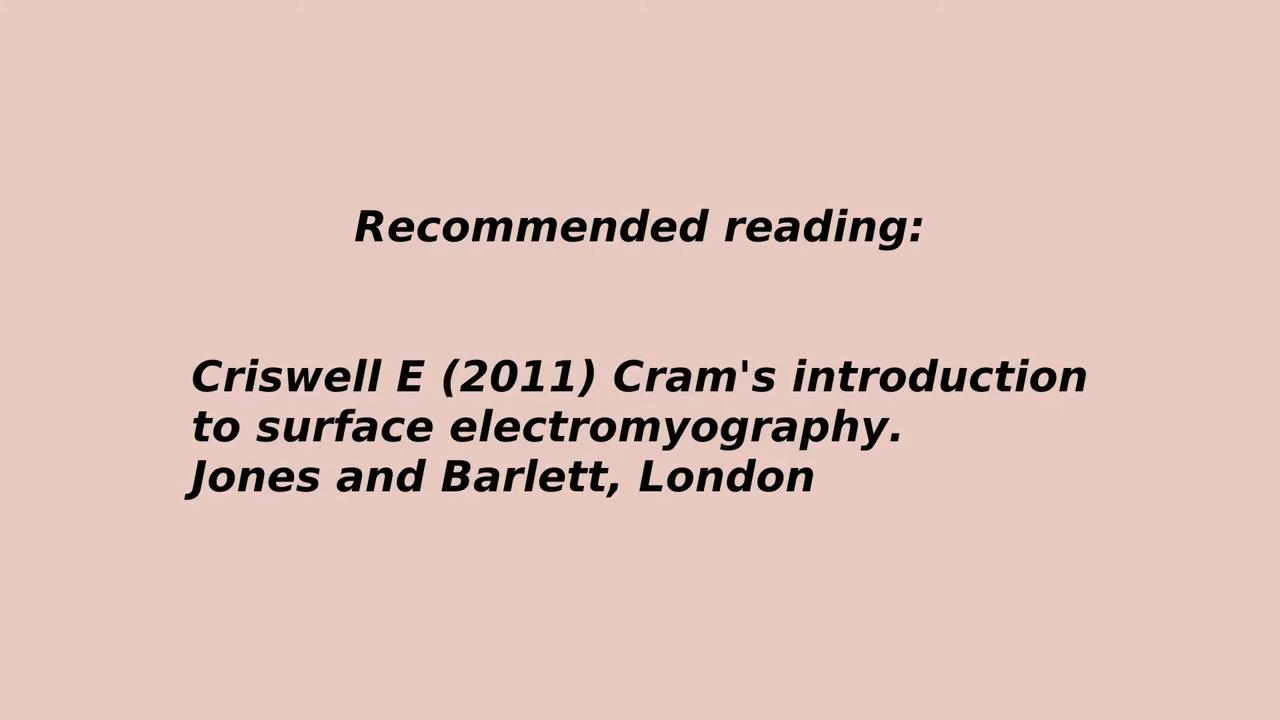 Recommended reading:
Criswell E (2011) Cram's introduction
to surface electromyography.
Jones and Barlett, London